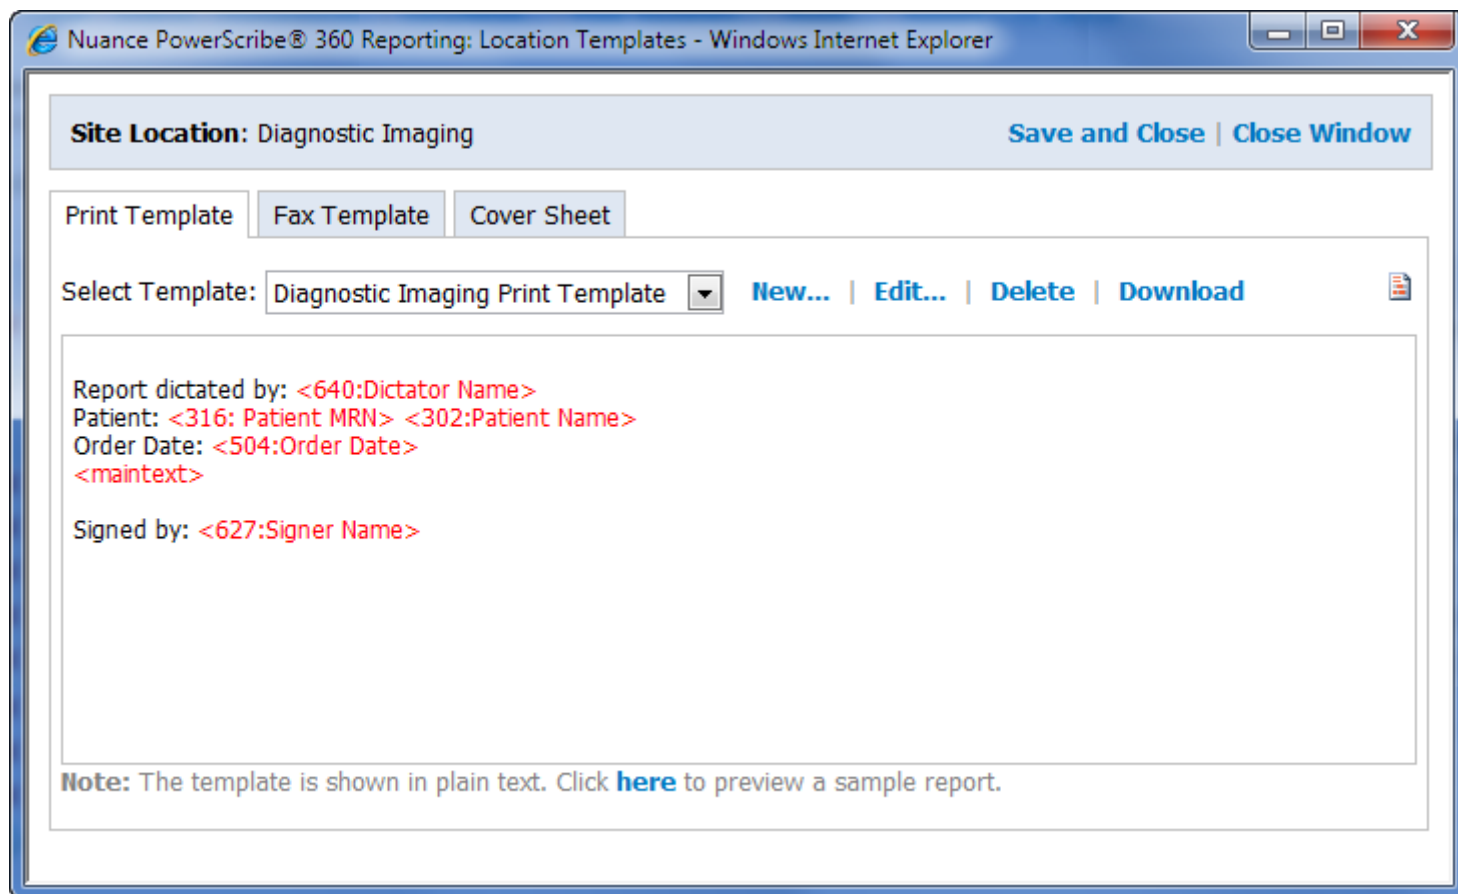 Nuance PowerScribe® 360 Reporting: Location Templates - Windows Internet Explorer
Site Location: Diagnostic Imaging Save and Close | Close Window
Print Template Fax Template Cover Sheet
Select Template: Diagnostic Imaging Print Template New... | Edit... | Delete | Download
Report dictated by: <640:Dictator Name>
Patient: <316: Patient MRN> <302:Patient Name>
Order Date: <504:Order Date>
<maintext>
Signed by: <627:Signer Name>
Note: The template is shown in plain text. Click here to preview a sample report.